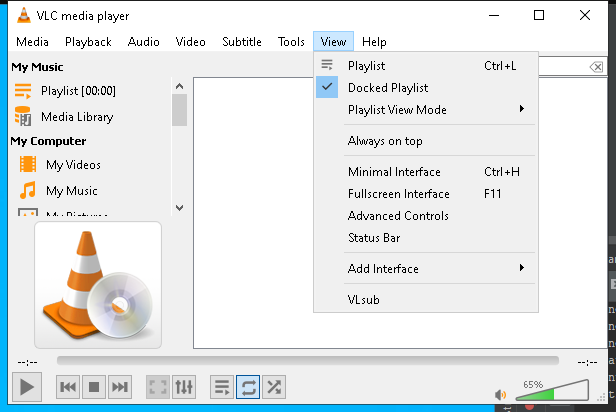 VLC media player
Media Playback Audio Video Subtitle Tools View Help
My Music
Playlist [00:00]
Media Library
My Computer
My Videos
My Music
My Pictures
Playlist Ctrl+L
Docked Playlist
Playlist View Mode
Always on top
Minimal Interface Ctrl+H
Fullscreen Interface F11
Advanced Controls
Status Bar
Add Interface
VLsub
--:-- --:--
65%